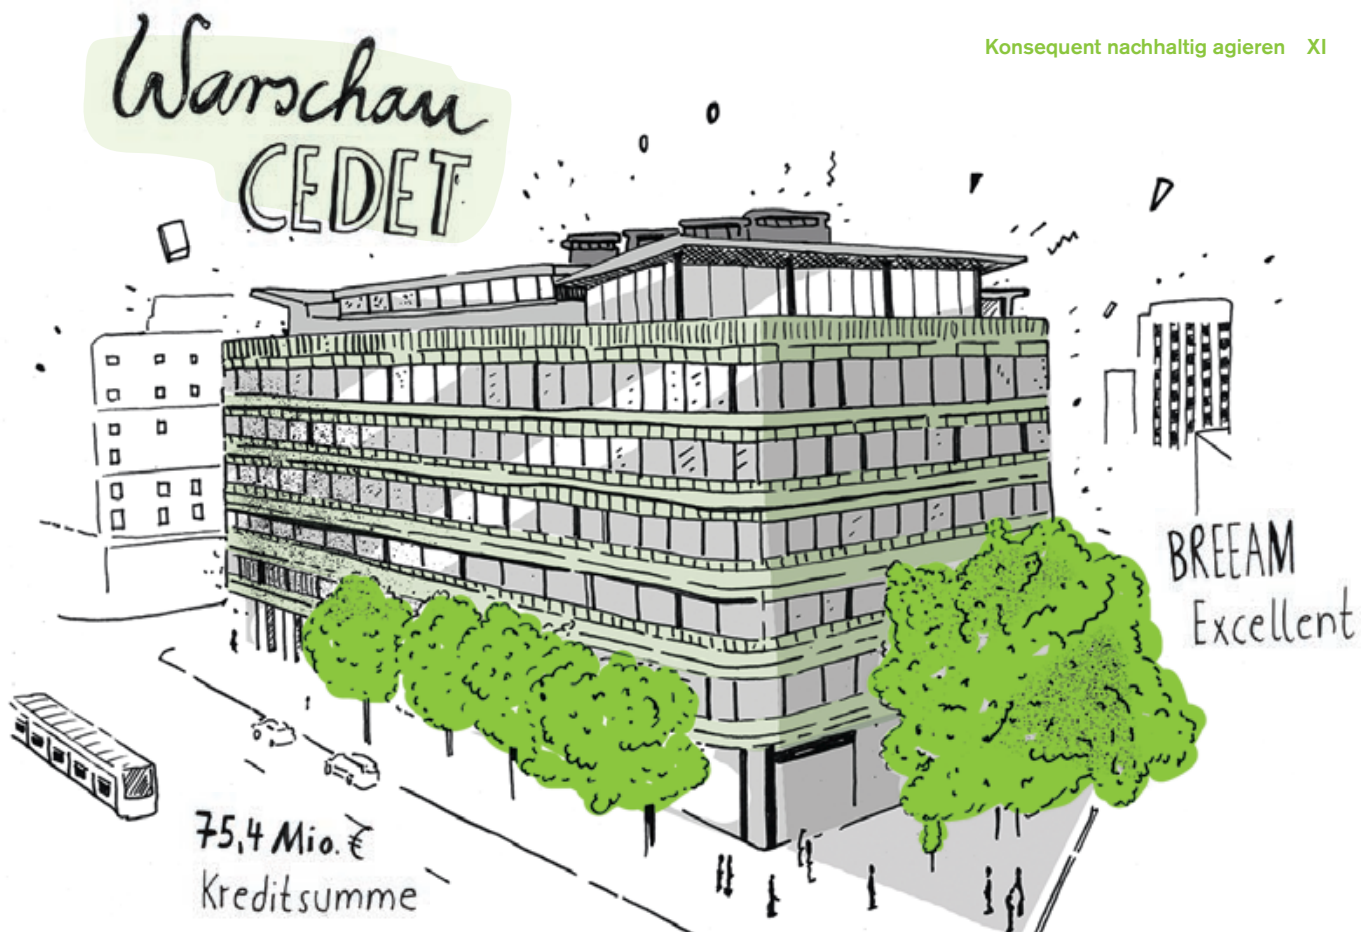 Konsequent nachhaltig agieren XI
Warschau
CEDET
BREEAM
Excellent
75,4 Mio. €
Kreditsumme